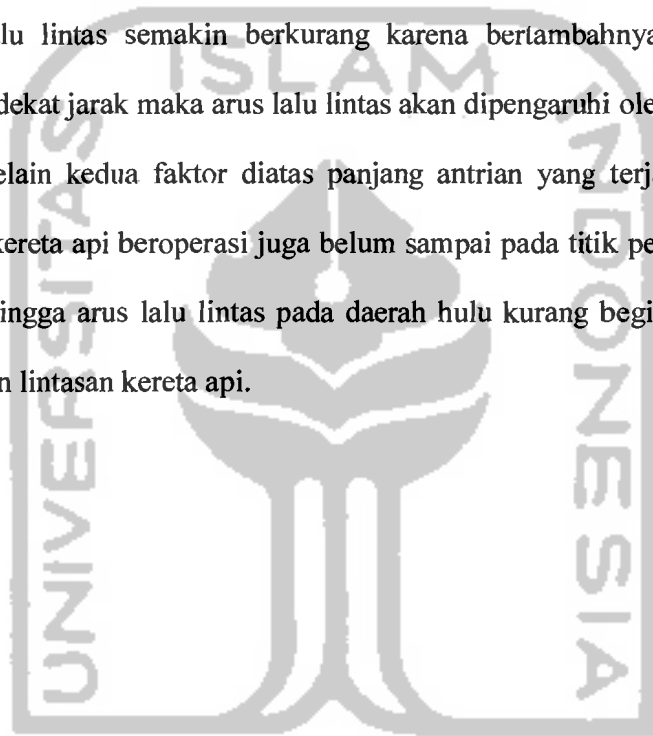 lu lintas semakin berkurang karena bertambahnya
dekat jarak maka arus lalu lintas akan dipengaruhi ole
elain kedua faktor diatas panjang antrian yang terj
kereta api beroperasi juga belum sampai pada titik pe
ingga arus lalu lintas pada daerah hulu kurang begi
n lintasan kereta api.
ISLAM
UNIVERSITAS
INDONESIA